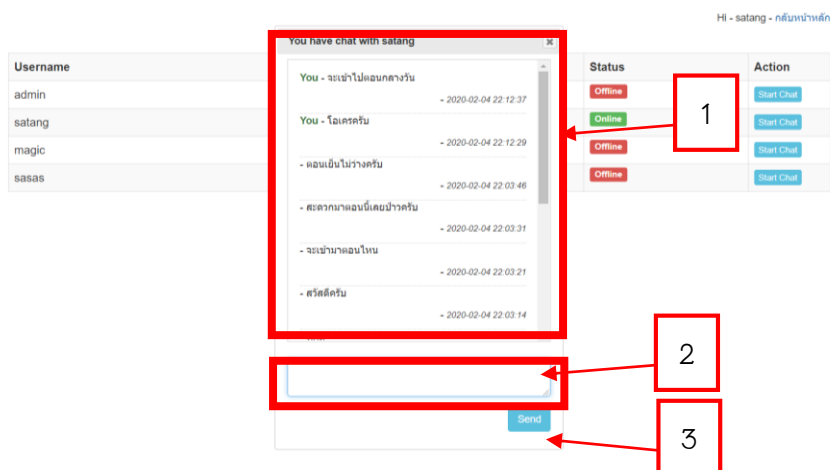 Hi - satang - กลับหน้าหลัก
You have chat with satang
Username Status Action
admin Offline Start Chat
satang Online Start Chat
magic Offline Start Chat
sasas Offline Start Chat
You - จะเข้าไปตอนกลางวัน
- 2020-02-04 22:12:37
You - โอเครครับ
- 2020-02-04 22:12:29
- ตอนเย็นไม่ว่างครับ
- 2020-02-04 22:03:46
- สะดวกมาตอนนี้เลยป่าวครับ
- 2020-02-04 22:03:31
- จะเข้ามาตอนไหน
- 2020-02-04 22:03:21
- สวัสดีครับ
- 2020-02-04 22:03:14
Send
1
2
3